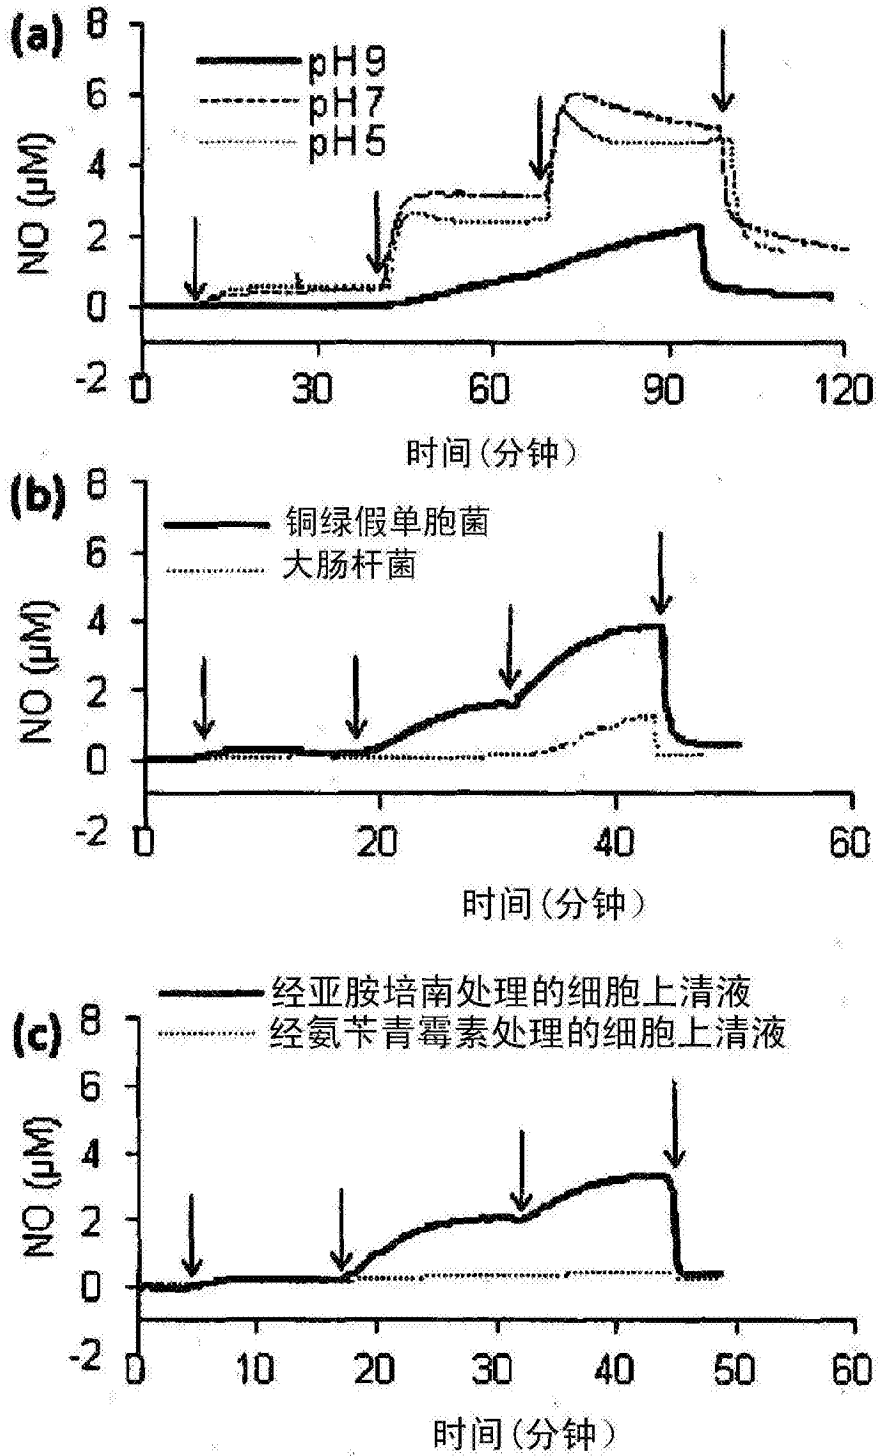 (a)
8
6
4
2
0
-2
NO (μM)
pH9
pH7
pH5
0 30 60 90 120
时间(分钟)
(b)
8
6
4
2
0
-2
NO (μM)
铜绿假单胞菌
大肠杆菌
0 20 40 60
时间(分钟)
经亚胺培南处理的细胞上清液
经氨苄青霉素处理的细胞上清液
(c)
8
6
4
2
0
-2
NO (μM)
0 10 20 30 40 50 60
时间(分钟)